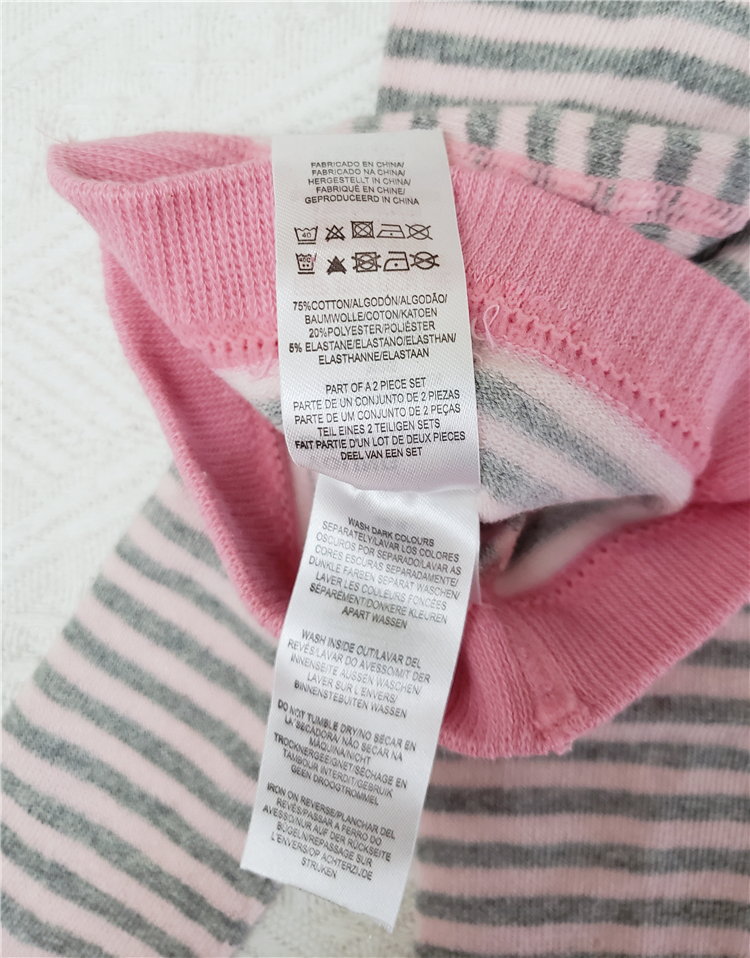 FABRICADO EN CHINA/
FABRICADO NA CHINA/
HERGESTELLT IN CHINA/
FABRIQUÉ EN CHINE/
GEPRODUCEERD IN CHINA
40
75%COTTON/ALGODÓN/ALGODÃO/
BAUMWOLLE/COTON/KATOEN
20%POLYESTER/POLIÉSTER
5% ELASTANE/ELASTANO/ELASTHAN/
ELASTHANNE/ELASTAAN
PART OF A 2 PIECE SET
PARTE DE UN CONJUNTO DE 2 PIEZAS
PARTE DE UM CONJUNTO DE 2 PEÇAS
TEIL EINES 2 TEILIGEN SETS
FAIT PARTIE D'UN LOT DE DEUX PIECES
DEEL VAN EEN SET
WASH DARK COLOURS
SEPARATELY/LAVAR LOS COLORES
OSCUROS POR SEPARADO/LAVAR AS
CORES ESCURAS SEPARADAMENTE/
DUNKLE FARBEN SEPARAT WASCHEN/
LAVER LES COULEURS FONCÉES
SÉPARÉMENT/DONKERE KLEUREN
APART WASSEN
WASH INSIDE OUT/LAVAR DEL
REVÉS/LAVAR DO AVESSO/MIT DER
INNENSEITE AUSSEN WASCHEN/
LAVER SUR L'ENVERS/
BINNENSTEBUITEN WASSEN
DO NOT TUMBLE DRY/NO SECAR EN
LA SECADORA/ NÃO SECAR NA
MÁQUINA/NICHT
TROCKNERGEEIGNET/SÉCHAGE EN
TAMBOUR INTERDIT/GEBRUIK
GEEN DROOGTROMMEL
IRON ON REVERSE/PLANCHAR DEL
REVÉS/PASSAR A FERRO DO
AVESSO/NUR AUF DER RÜCKSEITE
BÜGELN/REPASSAGE SUR
L'ENVERS/OP ACHTERZIJDE
STRIJKEN